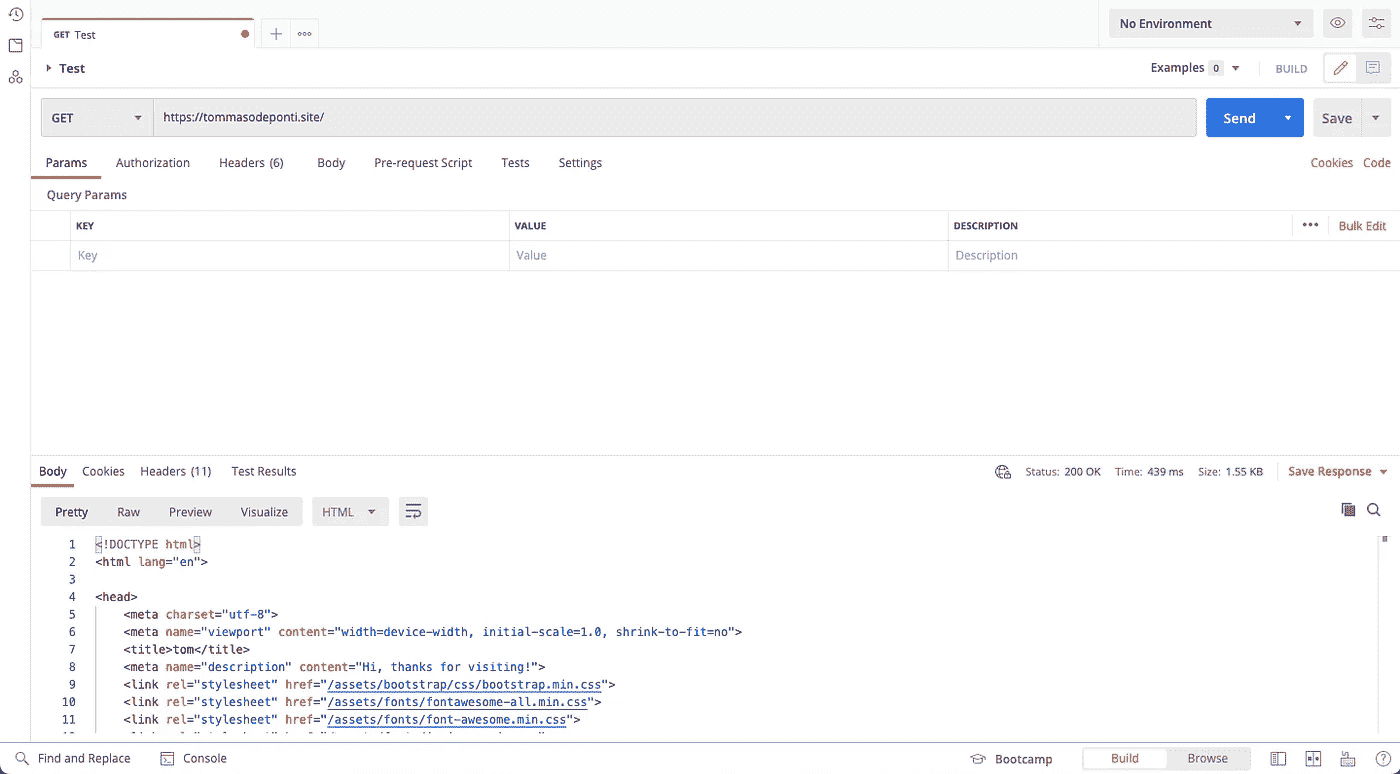 GET Test
No Environment
Test
Examples 0
BUILD
GET
https://tommasodeponti.site/
Send
Save
Params Authorization Headers (6) Body Pre-request Script Tests Settings
Cookies Code
Query Params
KEY VALUE DESCRIPTION
Bulk Edit
Key Value Description
Body Cookies Headers (11) Test Results
Status: 200 OK Time: 439 ms Size: 1.55 KB
Save Response
Pretty Raw Preview Visualize HTML
1 <!DOCTYPE html>
2 <html lang="en">
3
4 <head>
5 <meta charset="utf-8">
6 <meta name="viewport" content="width=device-width, initial-scale=1.0, shrink-to-fit=no">
7 <title>tom</title>
8 <meta name="description" content="Hi, thanks for visiting!">
9 <link rel="stylesheet" href="/assets/bootstrap/css/bootstrap.min.css">
10 <link rel="stylesheet" href="/assets/fonts/fontawesome-all.min.css">
11 <link rel="stylesheet" href="/assets/fonts/font-awesome.min.css">
Find and Replace Console
Bootcamp Build Browse